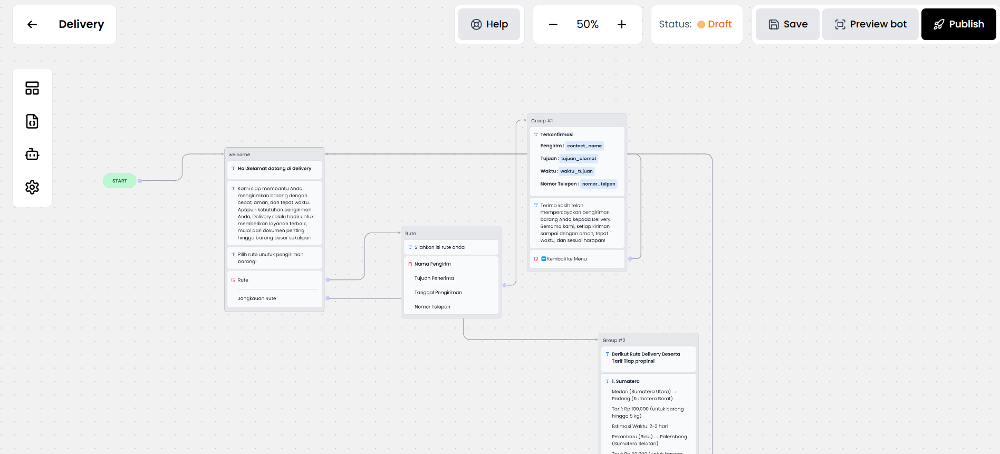 Delivery
Help
50%
Status: Draft
Save
Preview bot
Publish
START
welcome
Hai,Selamat datang di delivery
Kami siap membantu Anda
mengirimkan barang dengan
cepat, aman, dan tepat waktu.
Apapun kebutuhan pengiriman
Anda, Delivery selalu hadir untuk
memberikan layanan terbaik,
mulai dari dokumen penting
hingga barang besar sekalipun.
Pilih rute unutuk pengiriman
barang!
Rute
Jangkauan Rute
Rute
Silahkan isi rute anda
Nama Pengirim
Tujuan Penerima
Tanggal Pengiriman
Nomor Telepon
Group #1
Terkonfirmasi
Pengirim : contact_name
Tujuan : tujuan_alamat
Waktu : waktu_tujuan
Nomor Telepon : nomor_telpon
Terima kasih telah
mempercayakan pengiriman
barang Anda kepada Delivery.
Bersama kami, setiap kiriman
sampai dengan aman, tepat
waktu, dan sesuai harapan!
⬅️Kembali ke Menu
Group #2
Berikut Rute Delivery Beserta
Tarif Tiap propinsi
1. Sumatera
Medan (Sumatera Utara) →
Padang (Sumatera Barat)
Tarif: Rp 100.000 (untuk barang
hingga 5 kg)
Estimasi Waktu: 2-3 hari
Pekanbaru (Riau) → Palembang
(Sumatera Selatan)
Tarif: Rp 90.000 (untuk barang